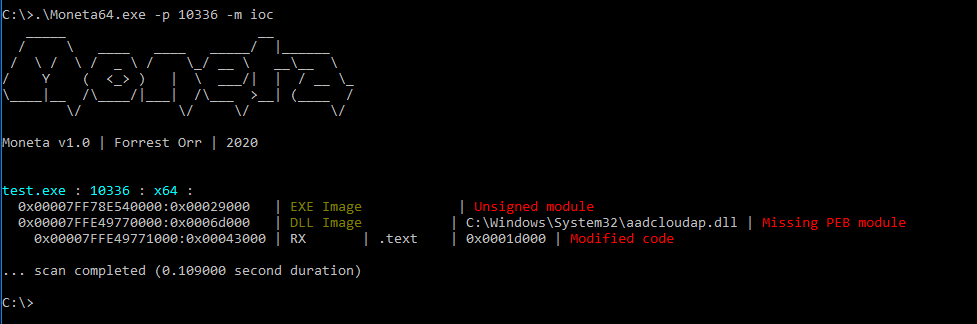 C:\>.\Moneta64.exe -p 10336 -m ioc
   _____                         __
  /     \   ____   ____   _____/  |______
 /  \ /  \ /  _ \ /    \_/ __ \   __\__  \
/    Y    (  <_> )   |  \  ___/|  |  / __ \_
\____|__  /\____/|___|  /\___  >__| (____  /
        \/            \/     \/          \/
Moneta v1.0 | Forrest Orr | 2020
test.exe : 10336 : x64 :
  0x00007FF78E540000:0x00029000   | EXE Image            | Unsigned module
  0x00007FFE49770000:0x0006d000   | DLL Image           | C:\Windows\System32\aadcloudap.dll | Missing PEB module
    0x00007FFE49771000:0x00043000 | RX       | .text    | 0x0001d000 | Modified code
... scan completed (0.109000 second duration)
C:\>